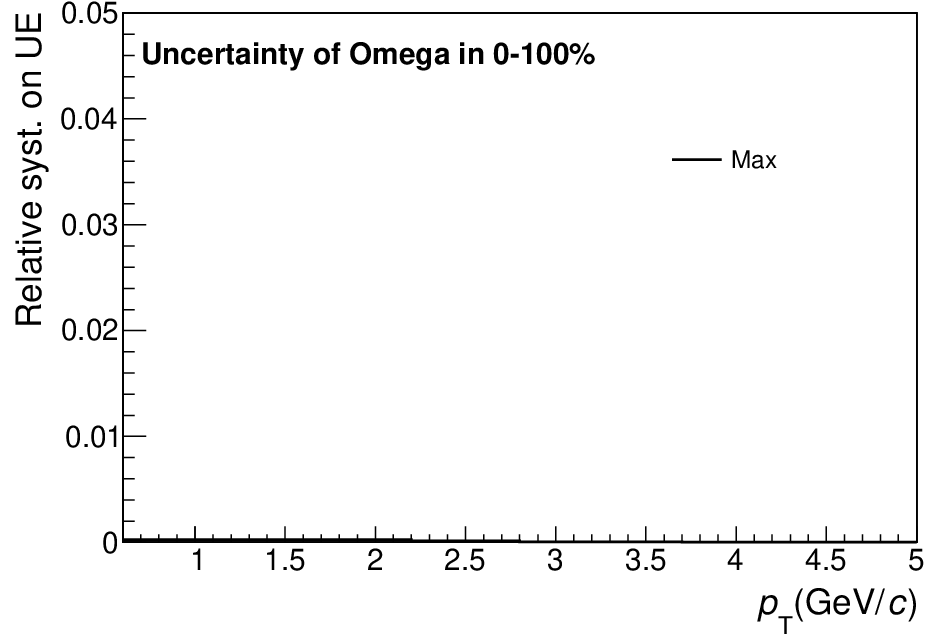 Relative syst. on UE
0.05
0.04
0.03
0.02
0.01
0
Uncertainty of Omega in 0-100%
Max
1 1.5 2 2.5 3 3.5 4 4.5 5
p_T(GeV/c)